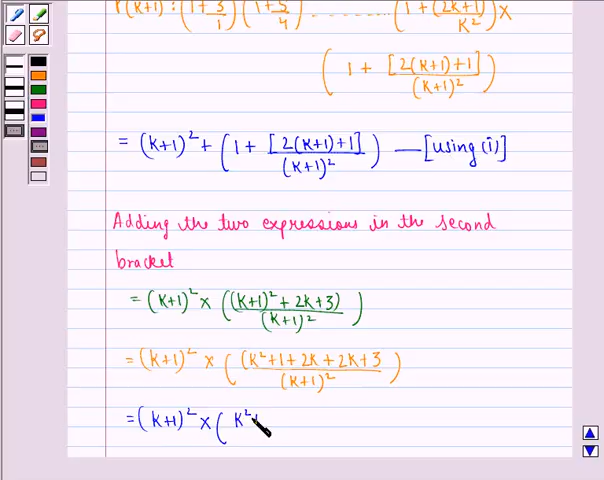 P(k+1) : (1 + 3/1) (1 + 5/4) ........... (1 + (2k+1)/k²) ×
(1 + [2(k+1)+1]/(k+1)²)
= (k+1)² + (1 + [2(k+1)+1]/(k+1)²) — [using (i)]
Adding the two expressions in the second
bracket
= (k+1)² × ((k+1)² + 2k+3)/(k+1)²)
= (k+1)² × ((k²+1+2k+2k+3/(k+1)²)
= (k+1)² × (k²